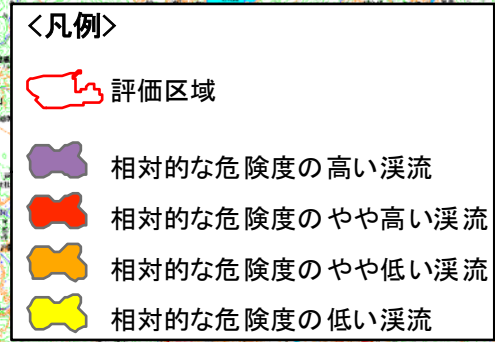 <凡例>
評価区域
相対的な危険度の高い渓流
相対的な危険度のやや高い渓流
相対的な危険度のやや低い渓流
相対的な危険度の低い渓流